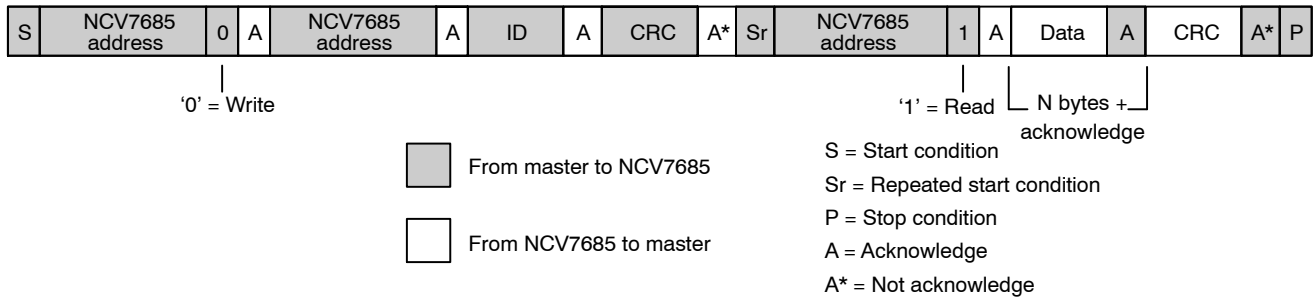 S NCV7685 address 0 A NCV7685 address A ID A CRC A* Sr NCV7685 address 1 A Data A CRC A* P
‘0’ = Write
‘1’ = Read
N bytes + acknowledge
From master to NCV7685
From NCV7685 to master
S = Start condition
Sr = Repeated start condition
P = Stop condition
A = Acknowledge
A* = Not acknowledge